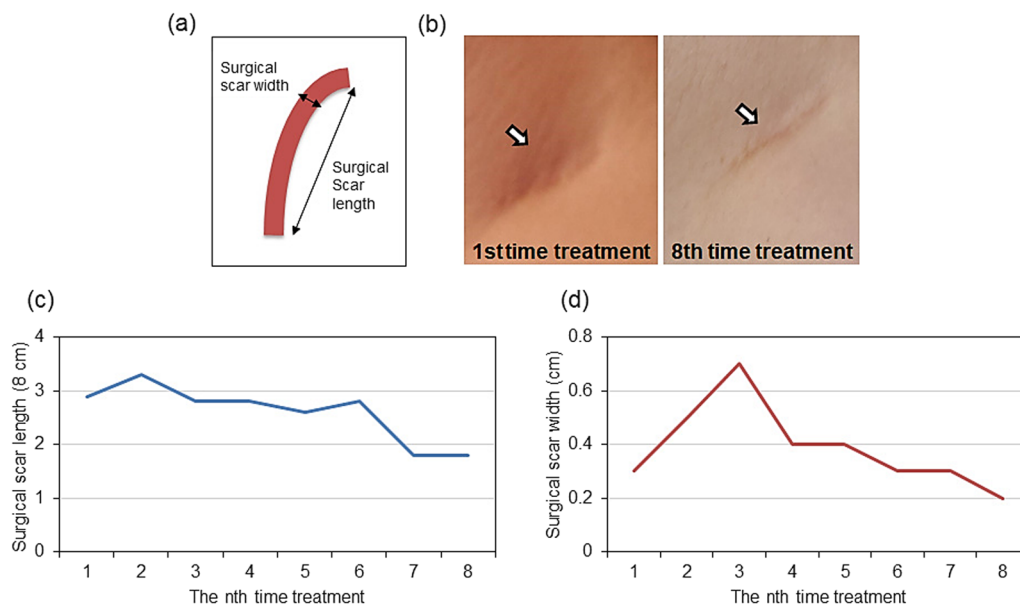 (a)
Surgical
scar width
Surgical
Scar
length
(b)
1st time treatment
8th time treatment
(c)
Surgical scar length (8 cm)
4
3
2
1
0
1 2 3 4 5 6 7 8
The nth time treatment
(d)
Surgical scar width (cm)
0.8
0.6
0.4
0.2
0
1 2 3 4 5 6 7 8
The nth time treatment